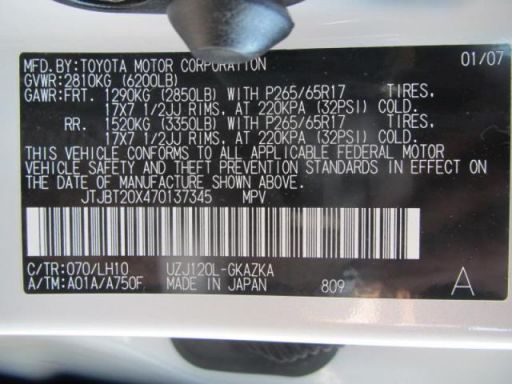 MFD.BY:TOYOTA MOTOR CORPORATION 01/07
GVWR:2810KG (6200LB)
GAWR:FRT. 1290KG (2850LB) WITH P265/65R17 TIRES,
17X7 1/2JJ RIMS, AT 220KPA (32PSI) COLD.
RR. 1520KG (3350LB) WITH P265/65R17 TIRES,
17X7 1/2JJ RIMS, AT 220KPA (32PSI) COLD.
THIS VEHICLE CONFORMS TO ALL APPLICABLE FEDERAL MOTOR
VEHICLE SAFETY AND THEFT PREVENTION STANDARDS IN EFFECT ON
THE DATE OF MANUFACTURE SHOWN ABOVE.
JTJBT20X470137345 MPV
C/TR:070/LH10 UZJ120L-GKAZKA
A/TM:A01A/A750F MADE IN JAPAN 809 A